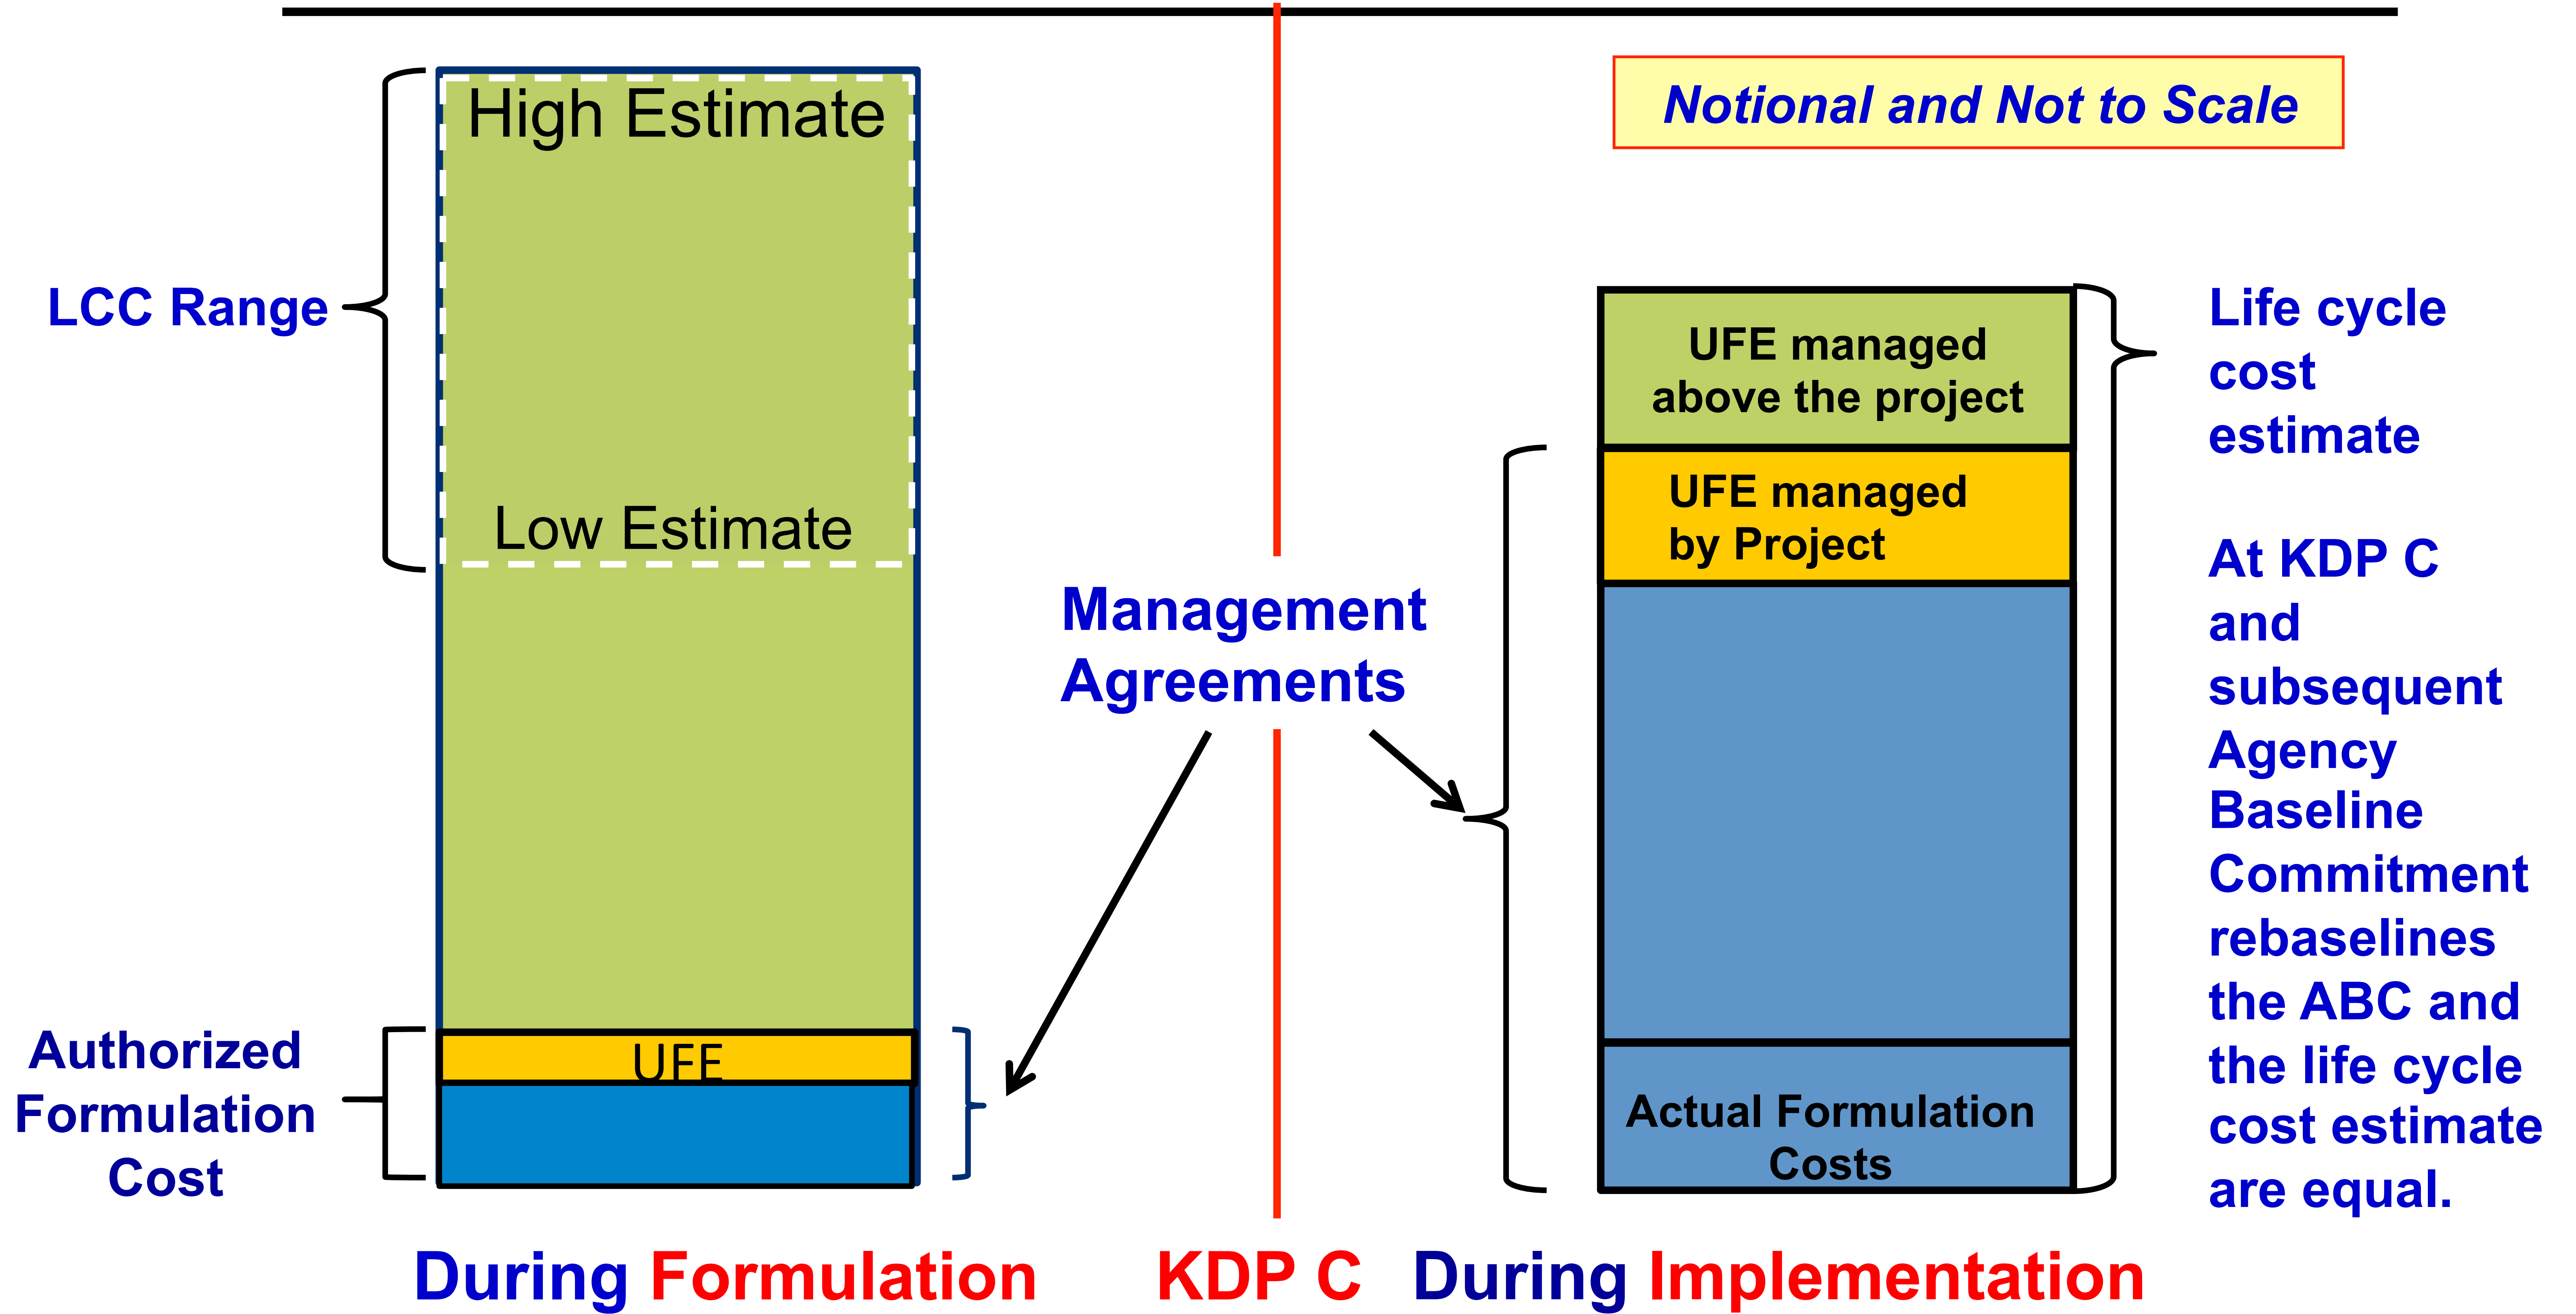 High Estimate
LCC Range
Low Estimate
Authorized
Formulation
Cost
UFE
During Formulation
Management
Agreements
KDP C
Notional and Not to Scale
UFE managed
above the project
UFE managed
by Project
Actual Formulation
Costs
During Implementation
Life cycle
cost
estimate
At KDP C
and
subsequent
Agency
Baseline
Commitment
rebaselines
the ABC and
the life cycle
cost estimate
are equal.